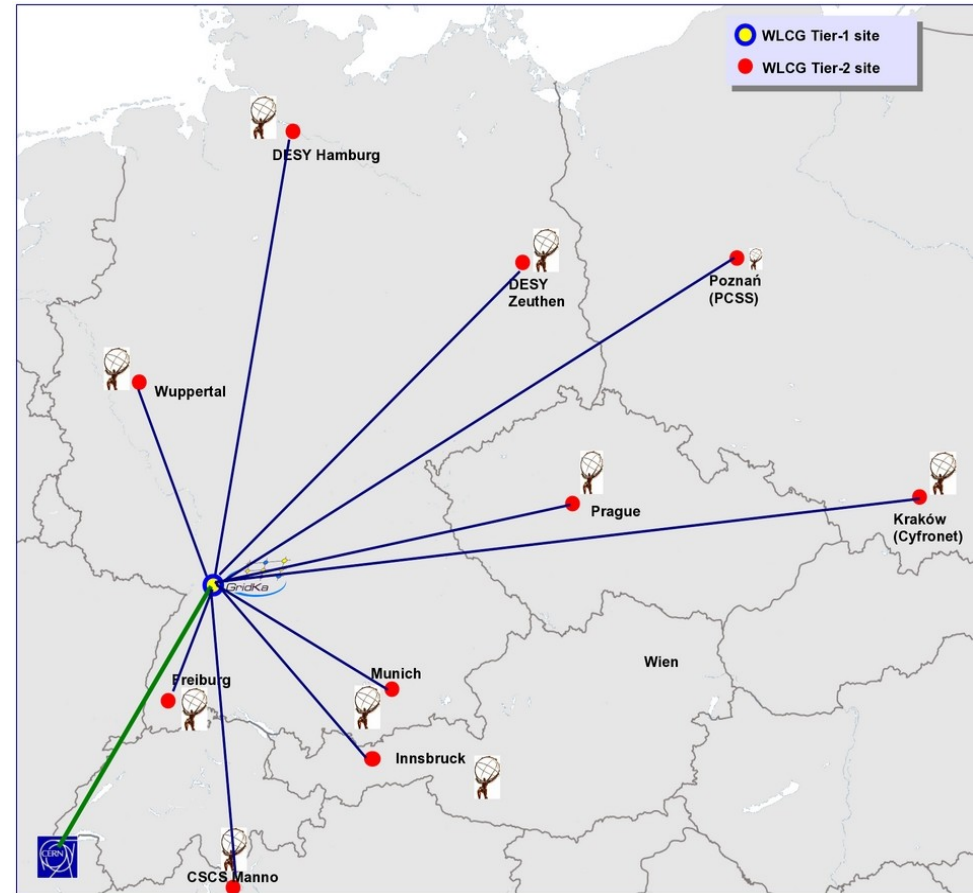 WLCG Tier-1 site
WLCG Tier-2 site
DESY Hamburg
DESY
Zeuthen
Poznań
(PCSS)
Wuppertal
Prague
Kraków
(Cyfronet)
GridKa
Wien
Freiburg
Munich
Innsbruck
CERN
CSCS Manno